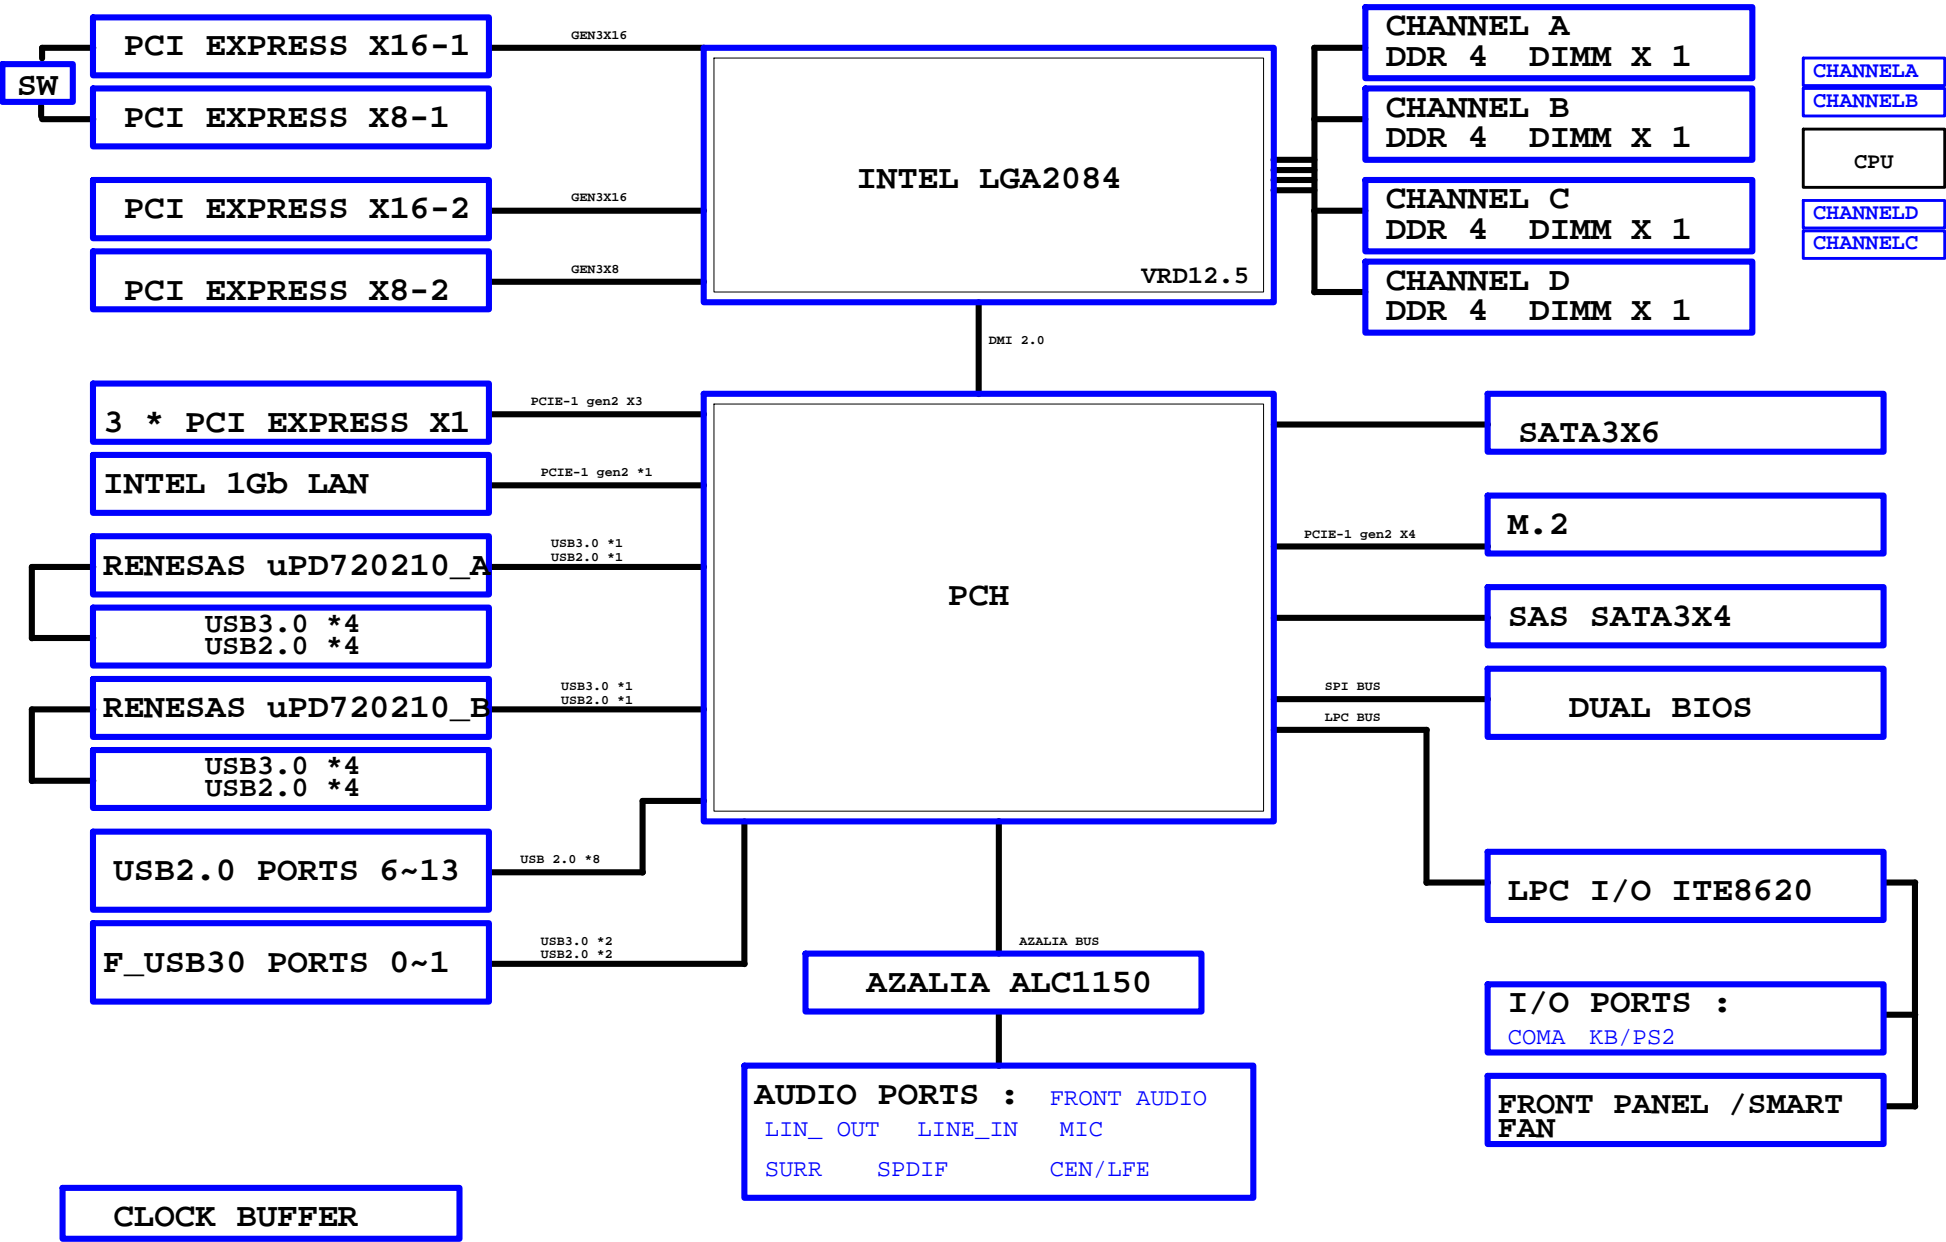 PCI EXPRESS X16-1
SW
PCI EXPRESS X8-1
PCI EXPRESS X16-2
PCI EXPRESS X8-2
GEN3X16
GEN3X16
GEN3X8
INTEL LGA2084
VRD12.5
CHANNEL A
DDR 4 DIMM X 1
CHANNEL B
DDR 4 DIMM X 1
CHANNEL C
DDR 4 DIMM X 1
CHANNEL D
DDR 4 DIMM X 1
CHANNELA
CHANNELB
CPU
CHANNELD
CHANNELC
DMI 2.0
3 * PCI EXPRESS X1
PCIE-1 gen2 X3
INTEL 1Gb LAN
PCIE-1 gen2 *1
RENESAS uPD720210_A
USB3.0 *1
USB2.0 *1
USB3.0 *4
USB2.0 *4
RENESAS uPD720210_B
USB3.0 *1
USB2.0 *1
USB3.0 *4
USB2.0 *4
USB2.0 PORTS 6~13
USB 2.0 *8
F_USB30 PORTS 0~1
USB3.0 *2
USB2.0 *2
PCH
SATA3X6
PCIE-1 gen2 X4
M.2
SAS SATA3X4
SPI BUS
DUAL BIOS
LPC BUS
LPC I/O ITE8620
I/O PORTS :
COMA KB/PS2
FRONT PANEL /SMART
FAN
AZALIA BUS
AZALIA ALC1150
AUDIO PORTS : FRONT AUDIO
LIN_ OUT LINE_IN MIC
SURR SPDIF CEN/LFE
CLOCK BUFFER